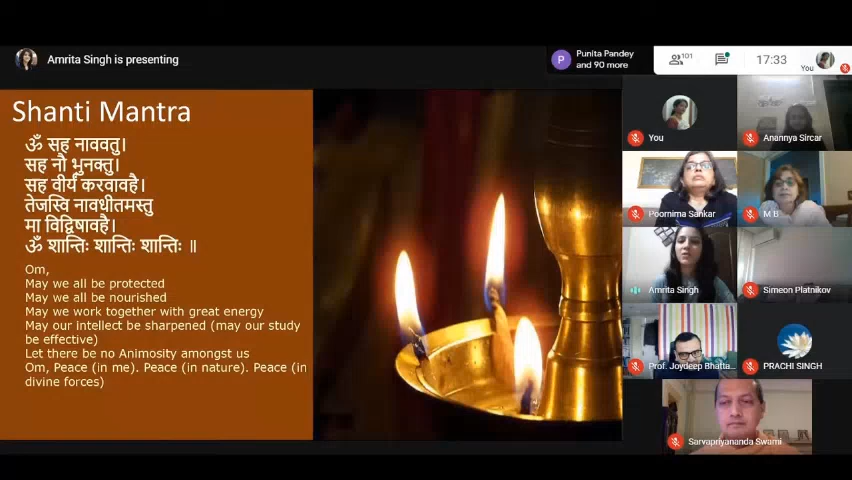 Amrita Singh is presenting
P
Punita Pandey
and 90 more
101
17:33
You
Shanti Mantra
ॐ सह नाववतु।
सह नौ भुनक्तु।
सह वीर्यं करवावहै।
तेजस्वि नावधीतमस्तु
मा विद्विषावहै।
ॐ शान्तिः शान्तिः शान्तिः ॥
Om,
May we all be protected
May we all be nourished
May we work together with great energy
May our intellect be sharpened (may our study
be effective)
Let there be no Animosity amongst us
Om, Peace (in me). Peace (in nature). Peace (in
divine forces)
You
Anannya Sircar
Poornima Sankar
M B
Amrita Singh
Simeon Platnikov
Prof. Joydeep Bhatta...
PRACHI SINGH
Sarvapriyananda Swami